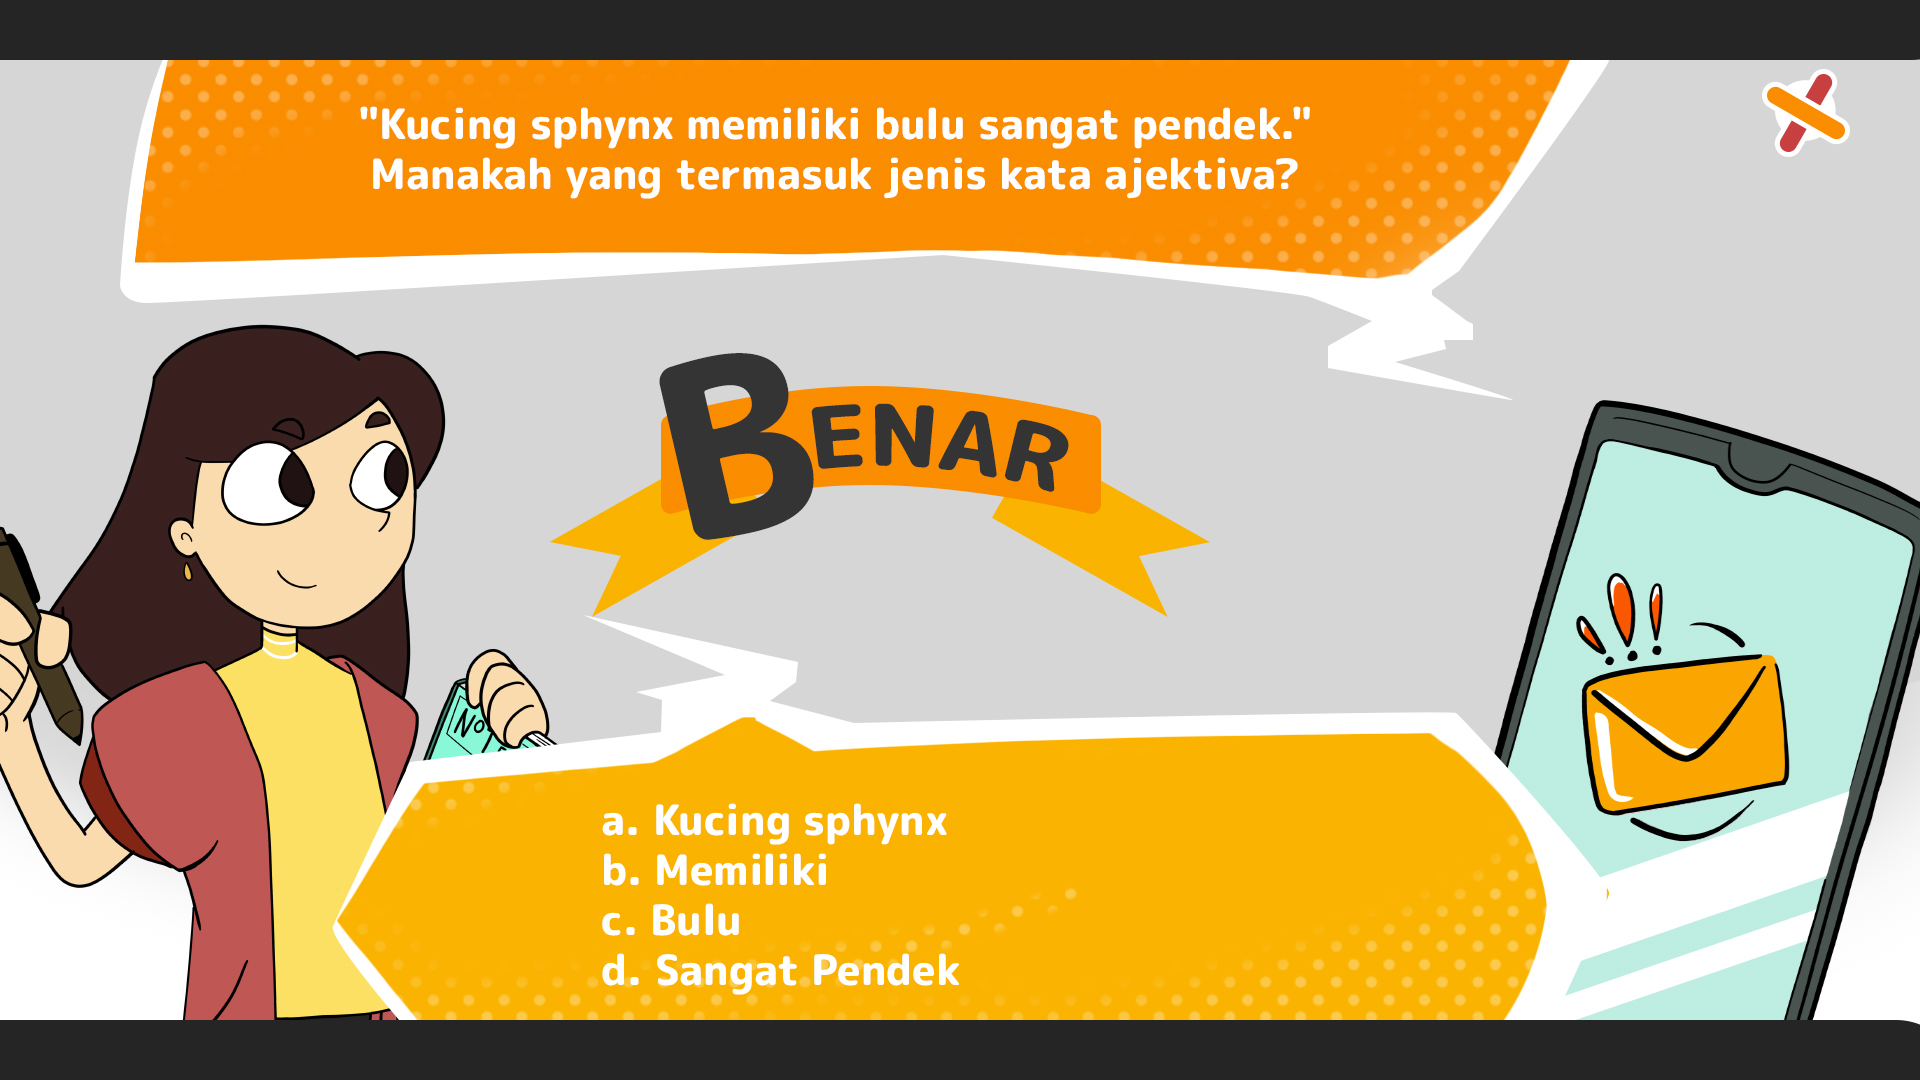 "Kucing sphynx memiliki bulu sangat pendek."
Manakah yang termasuk jenis kata ajektiva?
BENAR
No.
a. Kucing sphynx
b. Memiliki
c. Bulu
d. Sangat Pendek